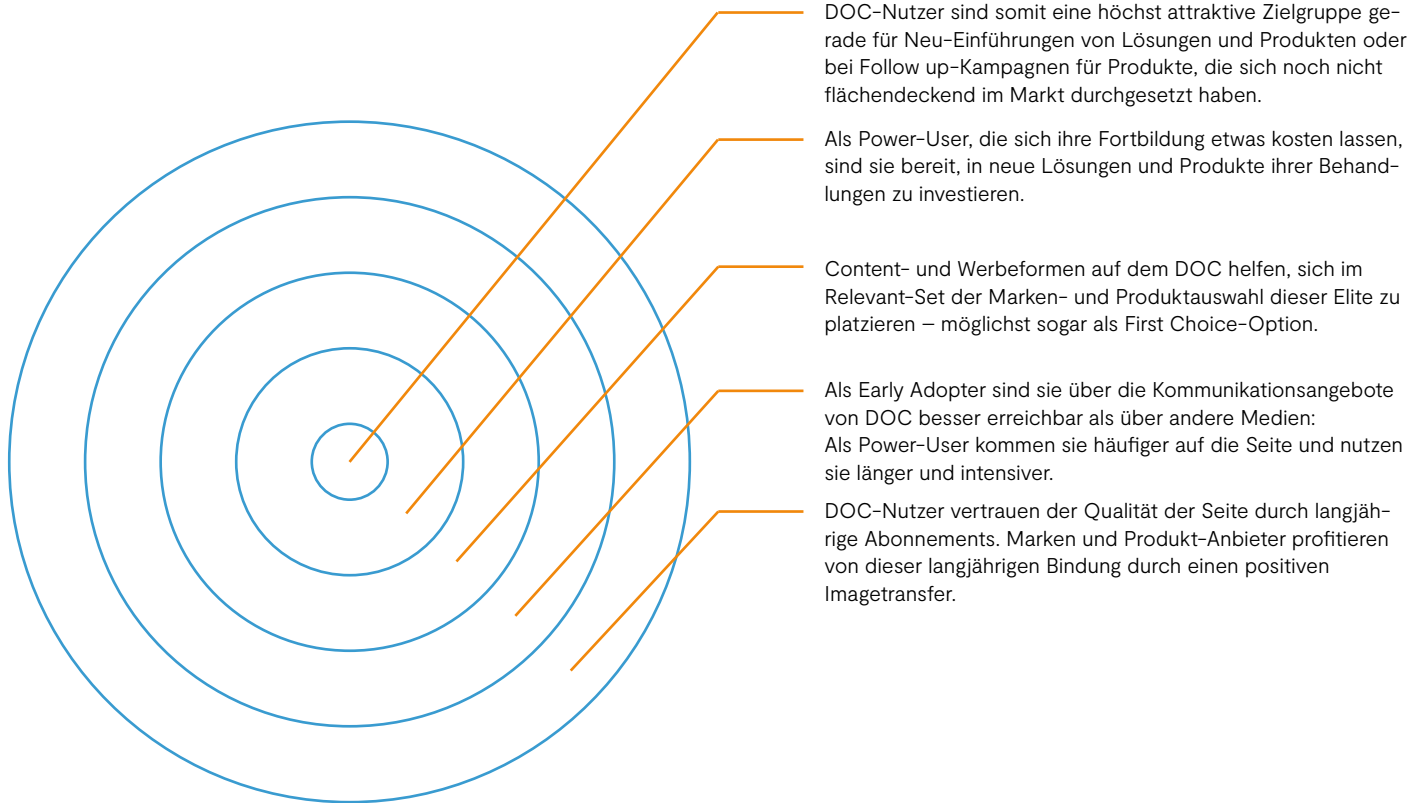 DOC-Nutzer sind somit eine höchst attraktive Zielgruppe ge-
rade für Neu-Einführungen von Lösungen und Produkten oder
bei Follow up-Kampagnen für Produkte, die sich noch nicht
flächendeckend im Markt durchgesetzt haben.
Als Power-User, die sich ihre Fortbildung etwas kosten lassen,
sind sie bereit, in neue Lösungen und Produkte ihrer Behand-
lungen zu investieren.
Content- und Werbeformen auf dem DOC helfen, sich im
Relevant-Set der Marken- und Produktauswahl dieser Elite zu
platzieren – möglichst sogar als First Choice-Option.
Als Early Adopter sind sie über die Kommunikationsangebote
von DOC besser erreichbar als über andere Medien:
Als Power-User kommen sie häufiger auf die Seite und nutzen
sie länger und intensiver.
DOC-Nutzer vertrauen der Qualität der Seite durch langjäh-
rige Abonnements. Marken und Produkt-Anbieter profitieren
von dieser langjährigen Bindung durch einen positiven
Imagetransfer.